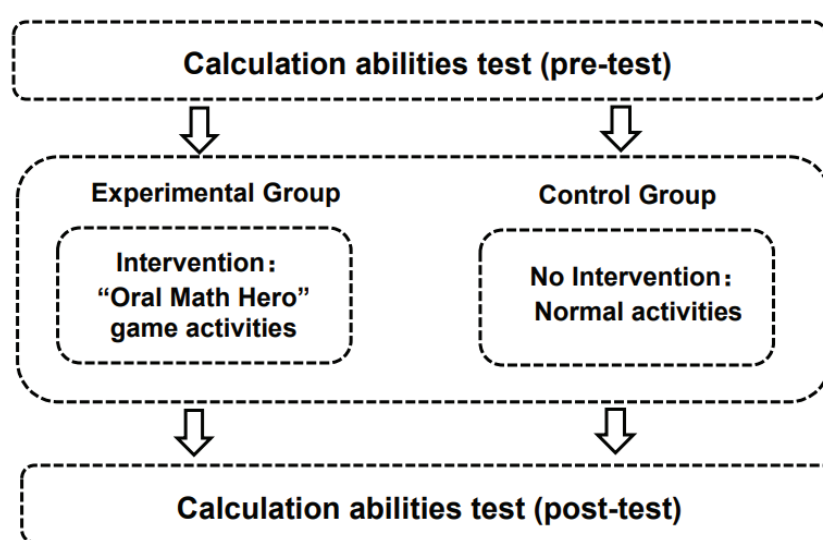 Calculation abilities test (pre-test)
Experimental Group
Control Group
Intervention：
“Oral Math Hero”
game activities
No Intervention：
Normal activities
Calculation abilities test (post-test)